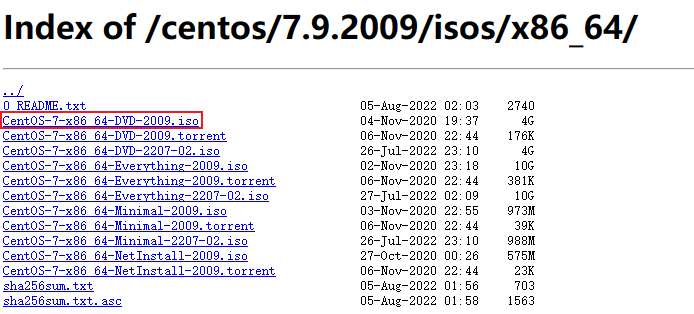 Index of /centos/7.9.2009/isos/x86_64/
../
0_README.txt 05-Aug-2022 02:03 2740
CentOS-7-x86_64-DVD-2009.iso 04-Nov-2020 19:37 4G
CentOS-7-x86_64-DVD-2009.torrent 06-Nov-2020 22:44 176K
CentOS-7-x86_64-DVD-2207-02.iso 26-Jul-2022 23:10 4G
CentOS-7-x86_64-Everything-2009.iso 02-Nov-2020 23:18 10G
CentOS-7-x86_64-Everything-2009.torrent 06-Nov-2020 22:44 381K
CentOS-7-x86_64-Everything-2207-02.iso 27-Jul-2022 02:09 10G
CentOS-7-x86_64-Minimal-2009.iso 03-Nov-2020 22:55 973M
CentOS-7-x86_64-Minimal-2009.torrent 06-Nov-2020 22:44 39K
CentOS-7-x86_64-Minimal-2207-02.iso 26-Jul-2022 23:10 988M
CentOS-7-x86_64-NetInstall-2009.iso 27-Oct-2020 00:26 575M
CentOS-7-x86_64-NetInstall-2009.torrent 06-Nov-2020 22:44 23K
sha256sum.txt 05-Aug-2022 01:56 703
sha256sum.txt.asc 05-Aug-2022 01:58 1563